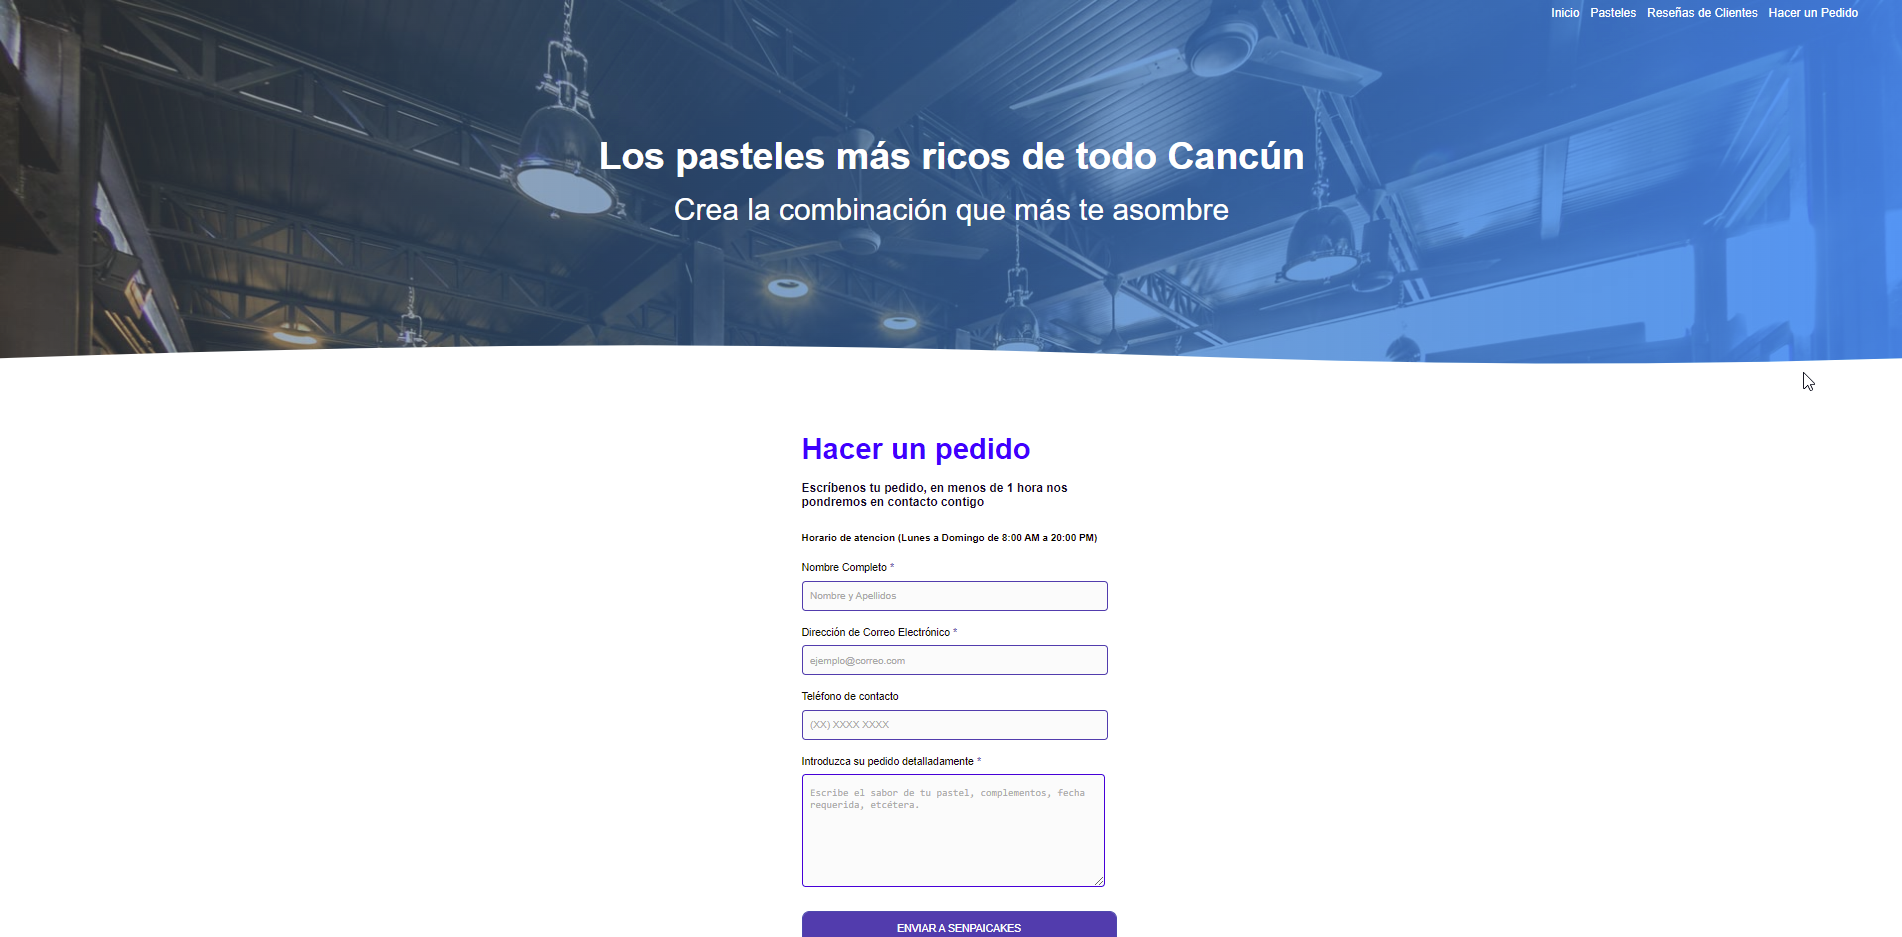 Inicio Pasteles Reseñas de Clientes Hacer un Pedido
Los pasteles más ricos de todo Cancún
Crea la combinación que más te asombre
Hacer un pedido
Escríbenos tu pedido, en menos de 1 hora nos
pondremos en contacto contigo
Horario de atencion (Lunes a Domingo de 8:00 AM a 20:00 PM)
Nombre Completo *
Nombre y Apellidos
Dirección de Correo Electrónico *
ejemplo@correo.com
Teléfono de contacto
(XX) XXXX XXXX
Introduzca su pedido detalladamente *
Escribe el sabor de tu pastel, complementos, fecha
requerida, etcétera.
ENVIAR A SENPAICAKES